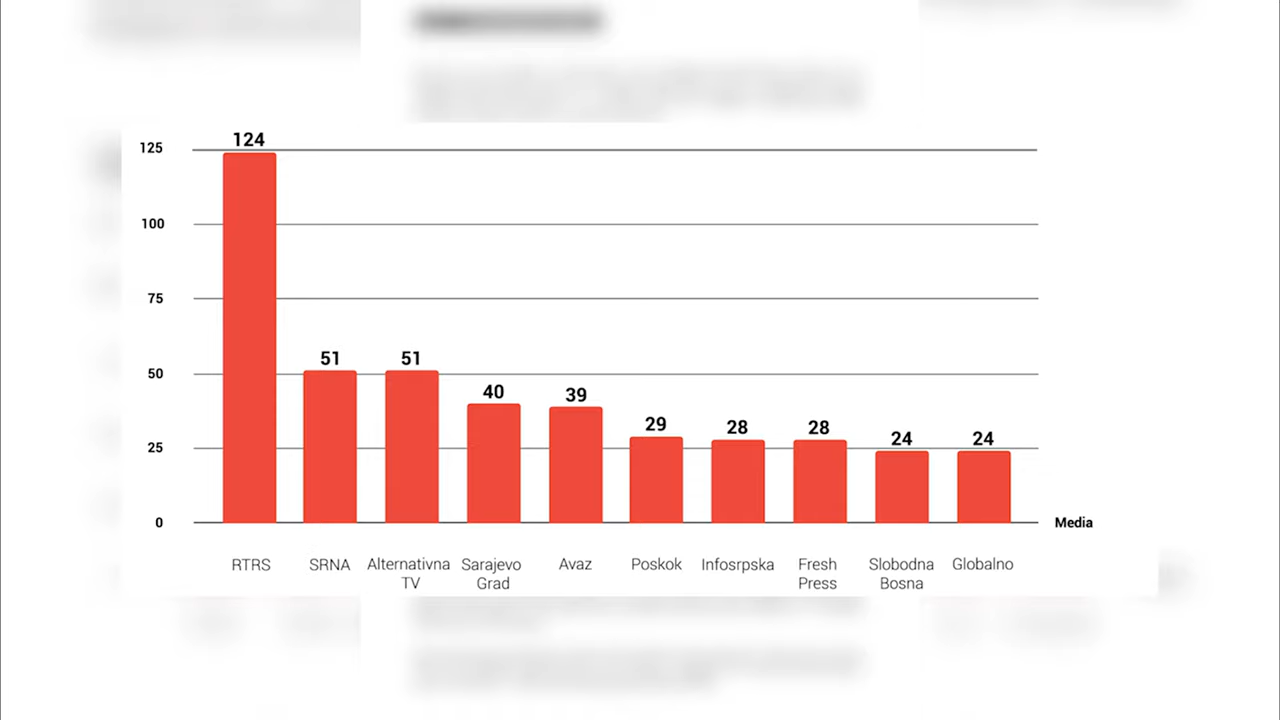 124
125
100
75
51
51
50
40
39
29
28
28
25
24
24
0
Media
RTRS
SRNA
Alternativna
TV
Sarajevo
Grad
Avaz
Poskok
Infosrpska
Fresh
Press
Slobodna
Bosna
Globalno